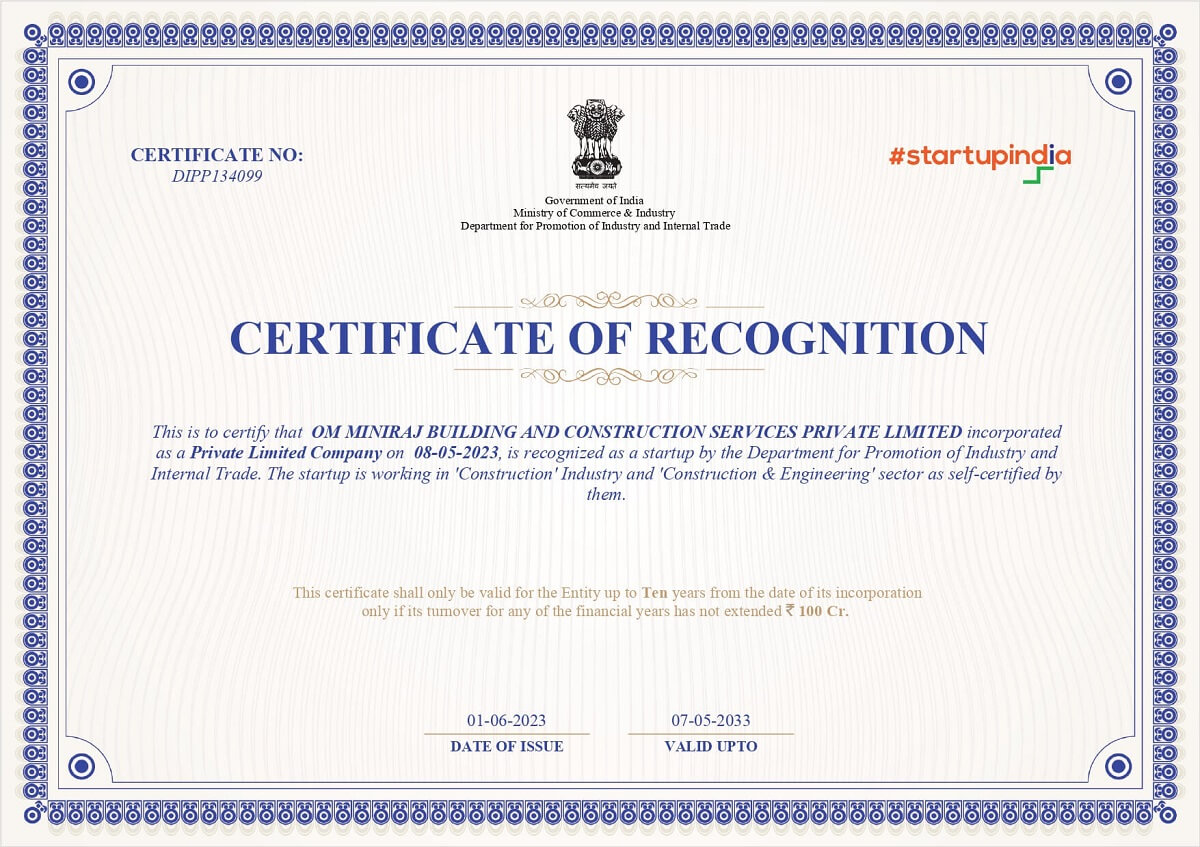 CERTIFICATE NO:
DIPP134099
सत्यमेव जयते
Government of India
Ministry of Commerce & Industry
Department for Promotion of Industry and Internal Trade
#startupindia
CERTIFICATE OF RECOGNITION
This is to certify that OM MINIRAJ BUILDING AND CONSTRUCTION SERVICES PRIVATE LIMITED incorporated
as a Private Limited Company on 08-05-2023, is recognized as a startup by the Department for Promotion of Industry and
Internal Trade. The startup is working in 'Construction' Industry and 'Construction & Engineering' sector as self-certified by
them.
This certificate shall only be valid for the Entity up to Ten years from the date of its incorporation
only if its turnover for any of the financial years has not extended ₹ 100 Cr.
01-06-2023
DATE OF ISSUE
07-05-2033
VALID UPTO